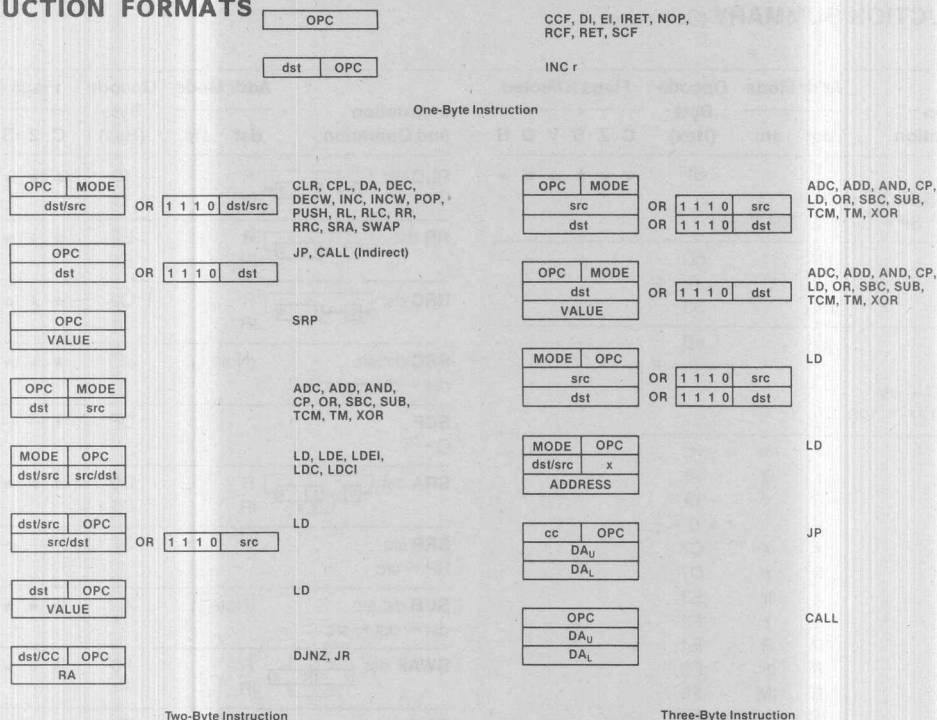 UCTION FORMATS
OPC
CCF, DI, EI, IRET, NOP,
RCF, RET, SCF
dst OPC
INC r
One-Byte Instruction
OPC MODE
dst/src OR 1 1 1 0 dst/src
CLR, CPL, DA, DEC,
DECW, INC, INCW, POP,
PUSH, RL, RLC, RR,
RRC, SRA, SWAP
OPC
dst OR 1 1 1 0 dst
JP, CALL (Indirect)
OPC
VALUE
SRP
OPC MODE
dst src
ADC, ADD, AND,
CP, OR, SBC, SUB,
TCM, TM, XOR
MODE OPC
dst/src src/dst
LD, LDE, LDEI,
LDC, LDCI
dst/src OPC
src/dst OR 1 1 1 0 src
LD
dst OPC
VALUE
LD
dst/CC OPC
RA
DJNZ, JR
Two-Byte Instruction
OPC MODE
src OR 1 1 1 0 src
dst OR 1 1 1 0 dst
ADC, ADD, AND, CP,
LD, OR, SBC, SUB,
TCM, TM, XOR
OPC MODE
dst OR 1 1 1 0 dst
VALUE
ADC, ADD, AND, CP,
LD, OR, SBC, SUB,
TCM, TM, XOR
MODE OPC
src OR 1 1 1 0 src
dst OR 1 1 1 0 dst
LD
MODE OPC
dst/src x
ADDRESS
LD
cc OPC
DAU
DAL
JP
OPC
DAU
DAL
CALL
Three-Byte Instruction